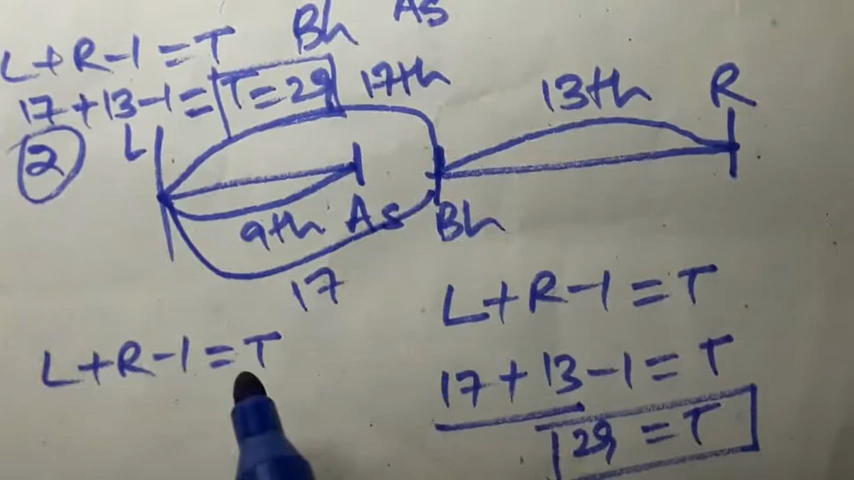 Bh As
L+R-1=T
17+13-1=T=29
17th
13th
R
2
L
9th As
Bh
17
L+R-1=T
L+R-1=T
17+13-1=T
29=T